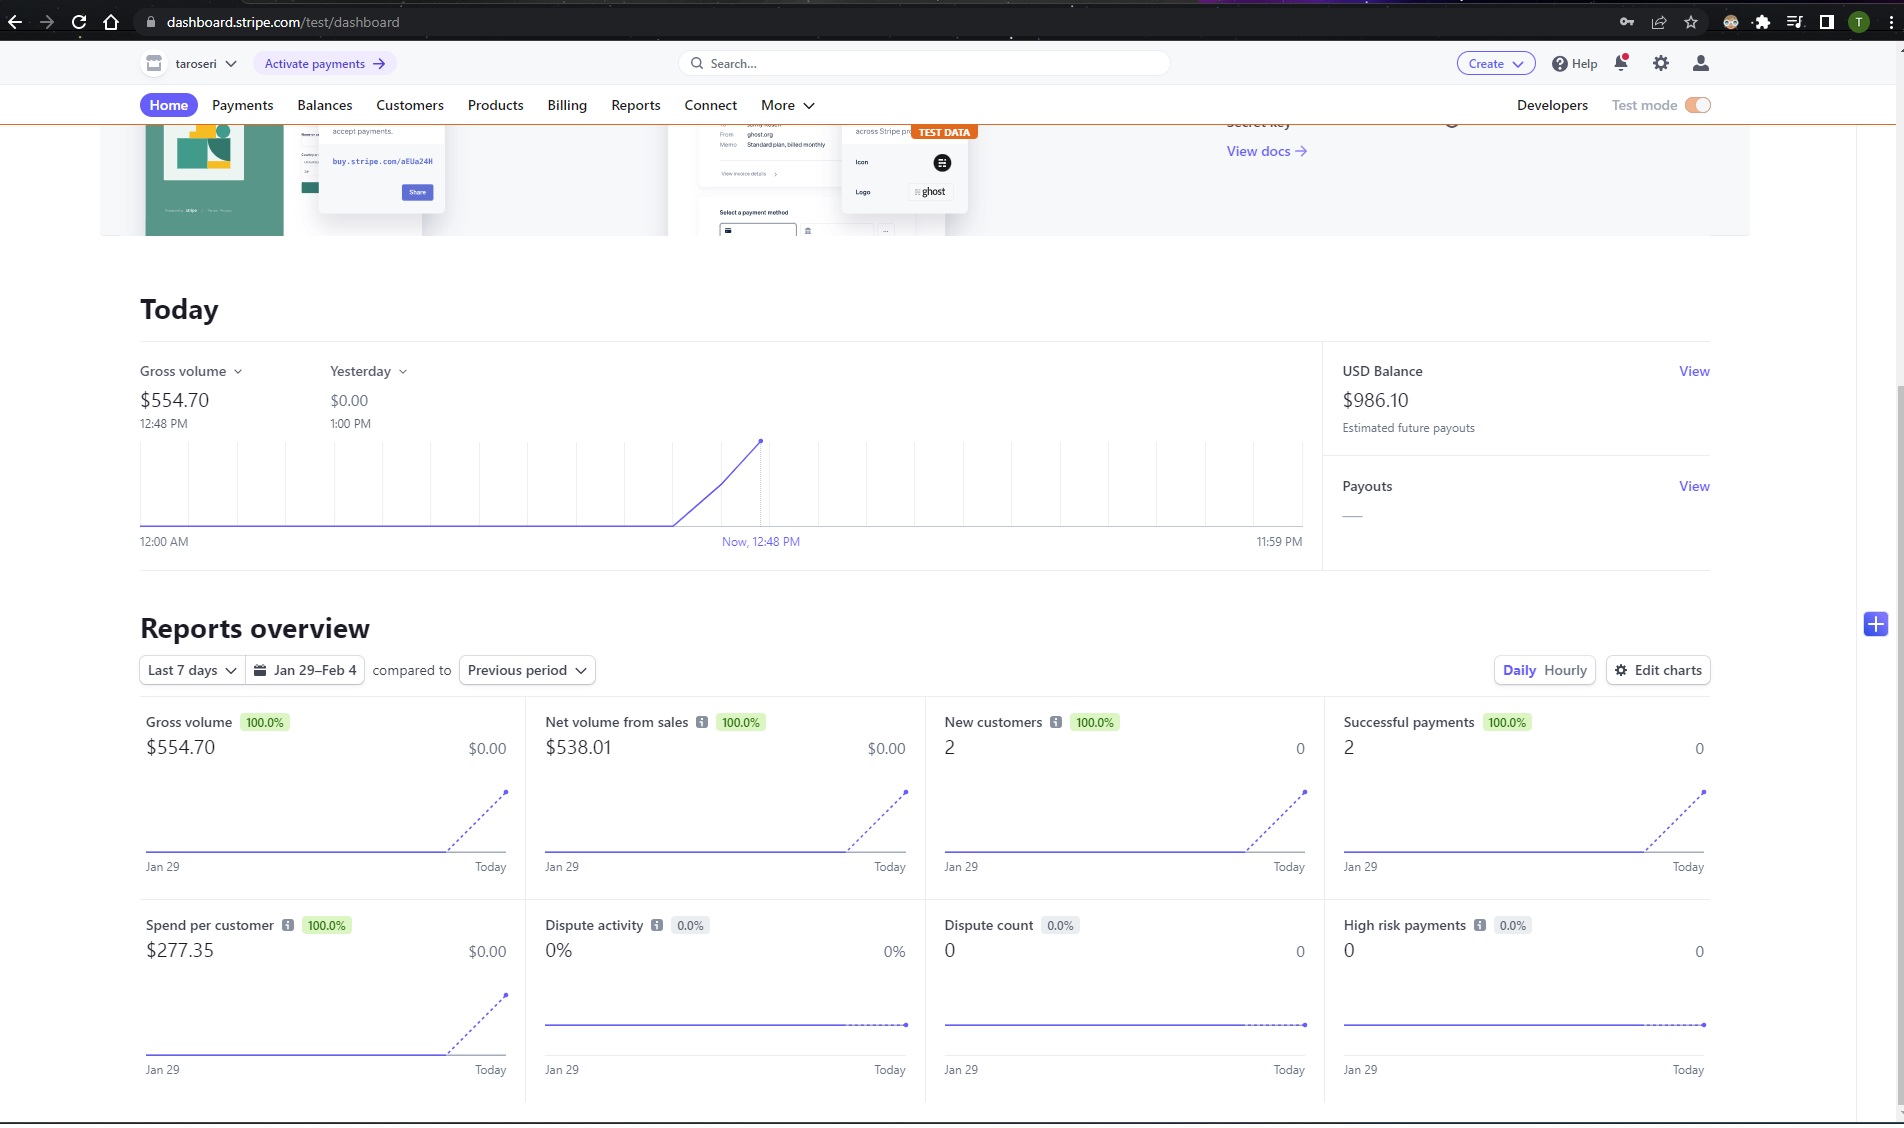 dashboard.stripe.com/test/dashboard
T
taroseri
Activate payments
Search...
Create
Help
Home
Payments
Balances
Customers
Products
Billing
Reports
Connect
More
Developers
Test mode
accept payments.
buy.stripe.com/aEUa24H
Share
From ghost.org
Memo Standard plan, billed monthly
View invoice details
Select a payment method
across Stripe pr
TEST DATA
Icon
Logo
ghost
View docs
Today
Gross volume
$554.70
12:48 PM
Yesterday
$0.00
1:00 PM
12:00 AM
Now, 12:48 PM
11:59 PM
USD Balance
View
$986.10
Estimated future payouts
Payouts
View
—
Reports overview
Last 7 days
Jan 29–Feb 4
compared to
Previous period
Daily
Hourly
Edit charts
Gross volume 100.0%
$554.70 $0.00
Jan 29 Today
Net volume from sales 100.0%
$538.01 $0.00
Jan 29 Today
New customers 100.0%
2 0
Jan 29 Today
Successful payments 100.0%
2 0
Jan 29 Today
Spend per customer 100.0%
$277.35 $0.00
Jan 29 Today
Dispute activity 0.0%
0% 0%
Jan 29 Today
Dispute count 0.0%
0 0
Jan 29 Today
High risk payments 0.0%
0 0
Jan 29 Today